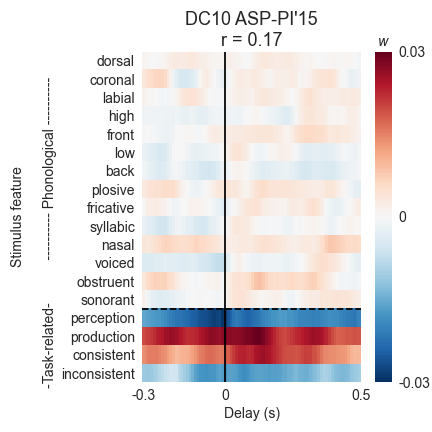 DC10 ASP-PI'15
r = 0.17
w
dorsal
coronal
labial
high
front
low
back
plosive
fricative
syllabic
nasal
voiced
obstruent
sonorant
perception
production
consistent
inconsistent
Stimulus feature
---------- Phonological ----------
-Task-related-
-0.3
0
0.5
Delay (s)
0.03
0
-0.03